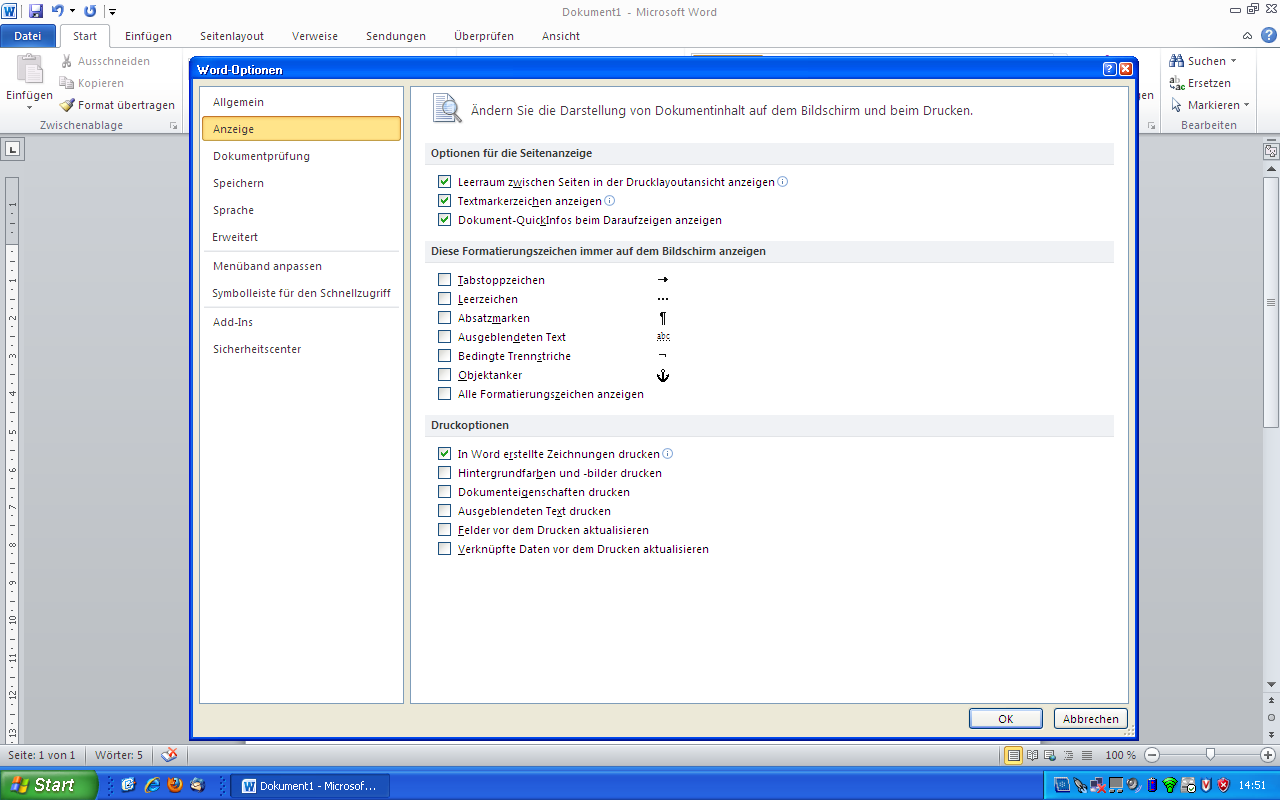 Dokument1 - Microsoft Word
Datei Start Einfügen Seitenlayout Verweise Sendungen Überprüfen Ansicht
Einfügen
Ausschneiden
Kopieren
Format übertragen
Zwischenablage
Suchen
Ersetzen
Markieren
Bearbeiten
Word-Optionen
Allgemein
Anzeige
Dokumentprüfung
Speichern
Sprache
Erweitert
Menüband anpassen
Symbolleiste für den Schnellzugriff
Add-Ins
Sicherheitscenter
Ändern Sie die Darstellung von Dokumentinhalt auf dem Bildschirm und beim Drucken.
Optionen für die Seitenanzeige
Leerraum zwischen Seiten in der Drucklayoutansicht anzeigen
Textmarkerzeichen anzeigen
Dokument-QuickInfos beim Daraufzeigen anzeigen
Diese Formatierungszeichen immer auf dem Bildschirm anzeigen
Tabstoppzeichen →
Leerzeichen ···
Absatzmarken ¶
Ausgeblendeten Text abc
Bedingte Trennstriche ¬
Objektanker
Alle Formatierungszeichen anzeigen
Druckoptionen
In Word erstellte Zeichnungen drucken
Hintergrundfarben und -bilder drucken
Dokumenteigenschaften drucken
Ausgeblendeten Text drucken
Felder vor dem Drucken aktualisieren
Verknüpfte Daten vor dem Drucken aktualisieren
OK Abbrechen
Seite: 1 von 1 Wörter: 5 100 %
Start Dokument1 - Microsof... 14:51